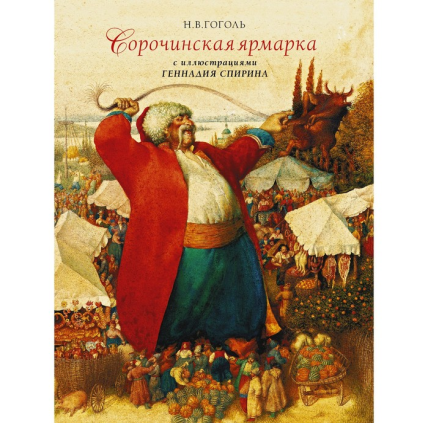 Н.В.ГОГОЛЬ
Сорочинская ярмарка
с иллюстрациями
ГЕННАДИЯ СПИРИНА